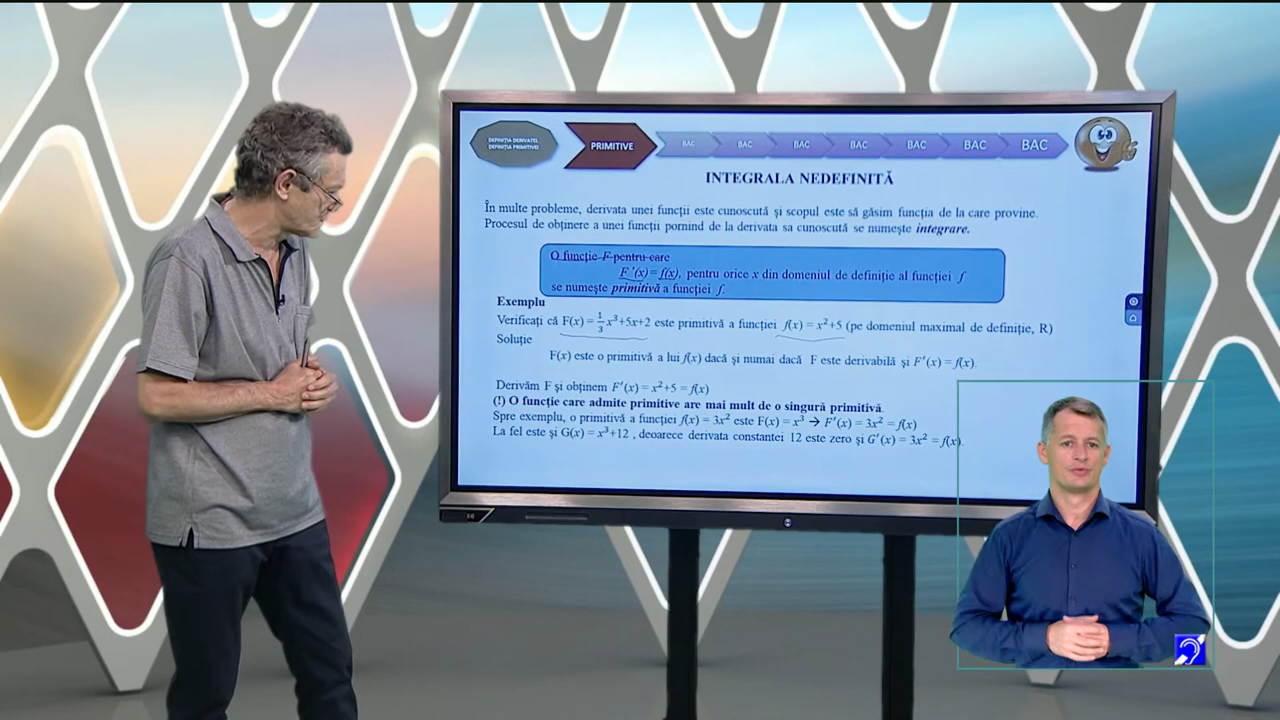 DEFINIȚIA DERIVATEI,
DEFINIȚIA PRIMITIVEI
PRIMITIVE
BAC BAC BAC BAC BAC BAC BAC
INTEGRALA NEDEFINITĂ
În multe probleme, derivata unei funcții este cunoscută și scopul este să găsim funcția de la care provine.
Procesul de obținere a unei funcții pornind de la derivata sa cunoscută se numește integrare.
O funcție F pentru care
F'(x) = f(x), pentru orice x din domeniul de definiție al funcției f
se numește primitivă a funcției f.
Exemplu
Verificați că F(x) = 1/3 x³+5x+2 este primitivă a funcției f(x) = x²+5 (pe domeniul maximal de definiție, R)
Soluție
F(x) este o primitivă a lui f(x) dacă și numai dacă F este derivabilă și F'(x) = f(x).
Derivăm F și obținem F'(x) = x²+5 = f(x)
(!) O funcție care admite primitive are mai mult de o singură primitivă.
Spre exemplu, o primitivă a funcției f(x) = 3x² este F(x) = x³ → F'(x) = 3x² = f(x)
La fel este și G(x) = x³+12 , deoarece derivata constantei 12 este zero și G'(x) = 3x² = f(x).